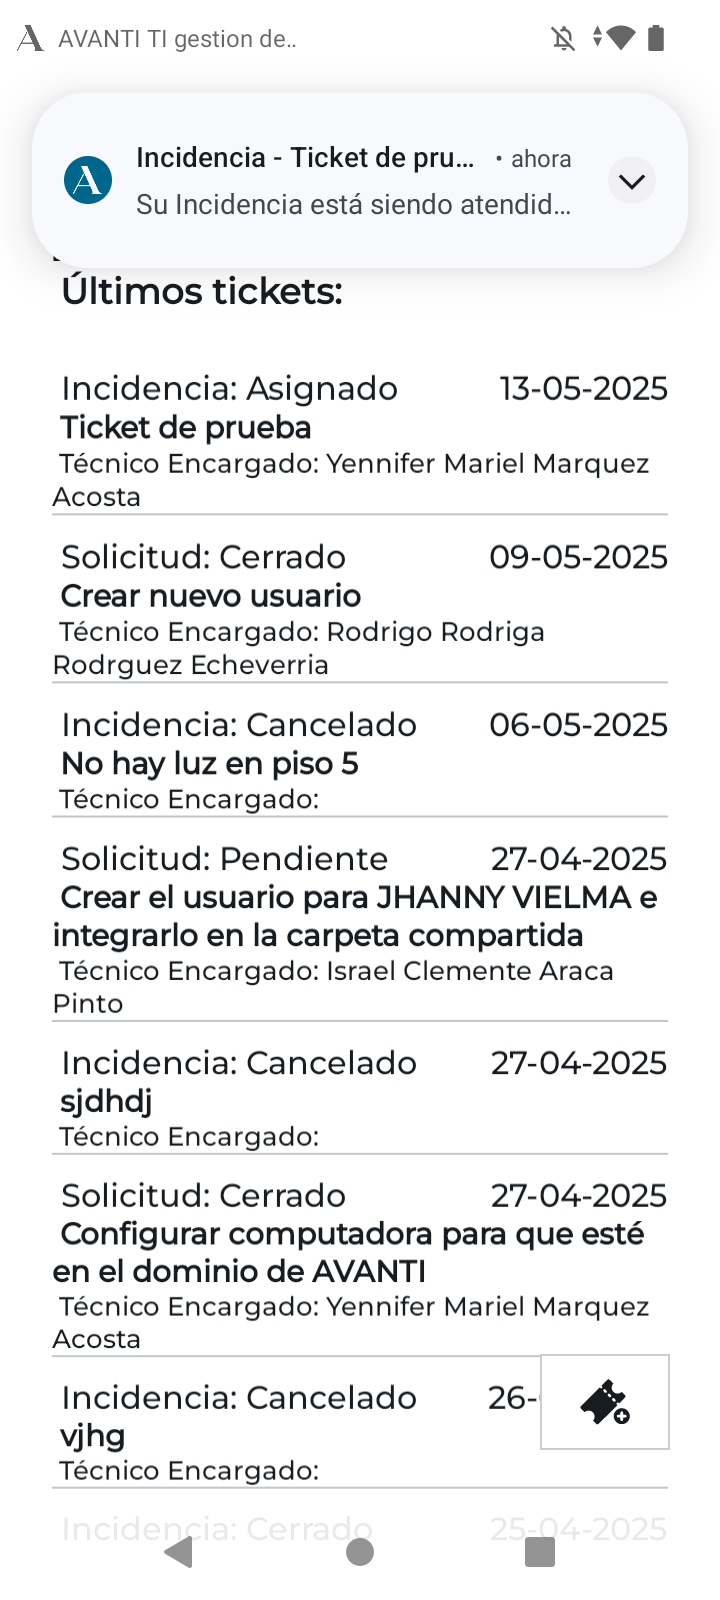 AVANTI TI gestion de..
Incidencia - Ticket de pru... • ahora
Su Incidencia está siendo atendid...
Últimos tickets:
Incidencia: Asignado 13-05-2025
Ticket de prueba
Técnico Encargado: Yennifer Mariel Marquez
Acosta
Solicitud: Cerrado 09-05-2025
Crear nuevo usuario
Técnico Encargado: Rodrigo Rodriga
Rodrguez Echeverria
Incidencia: Cancelado 06-05-2025
No hay luz en piso 5
Técnico Encargado:
Solicitud: Pendiente 27-04-2025
Crear el usuario para JHANNY VIELMA e
integrarlo en la carpeta compartida
Técnico Encargado: Israel Clemente Araca
Pinto
Incidencia: Cancelado 27-04-2025
sjdhdj
Técnico Encargado:
Solicitud: Cerrado 27-04-2025
Configurar computadora para que esté
en el dominio de AVANTI
Técnico Encargado: Yennifer Mariel Marquez
Acosta
Incidencia: Cancelado 26-
vjhg
Técnico Encargado:
Incidencia: Cerrado 25-04-2025